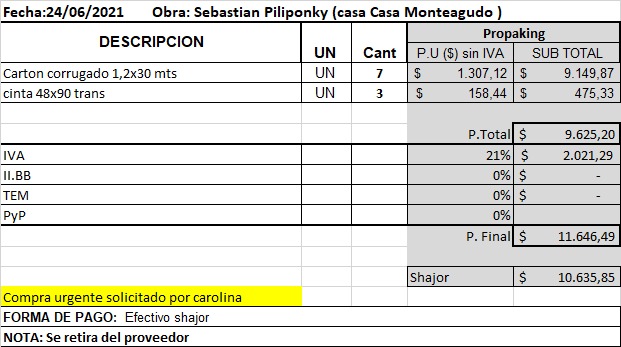 Fecha:24/06/2021 Obra: Sebastian Piliponky (casa Casa Monteagudo )
Propaking
DESCRIPCION UN Cant P.U ($) sin IVA SUB TOTAL
Carton corrugado 1,2x30 mts UN 7 $ 1.307,12 $ 9.149,87
cinta 48x90 trans UN 3 $ 158,44 $ 475,33
P.Total $ 9.625,20
IVA 21% $ 2.021,29
II.BB 0% $ -
TEM 0% $ -
PyP 0%
P. Final $ 11.646,49
Shajor $ 10.635,85
Compra urgente solicitado por carolina
FORMA DE PAGO: Efectivo shajor
NOTA: Se retira del proveedor